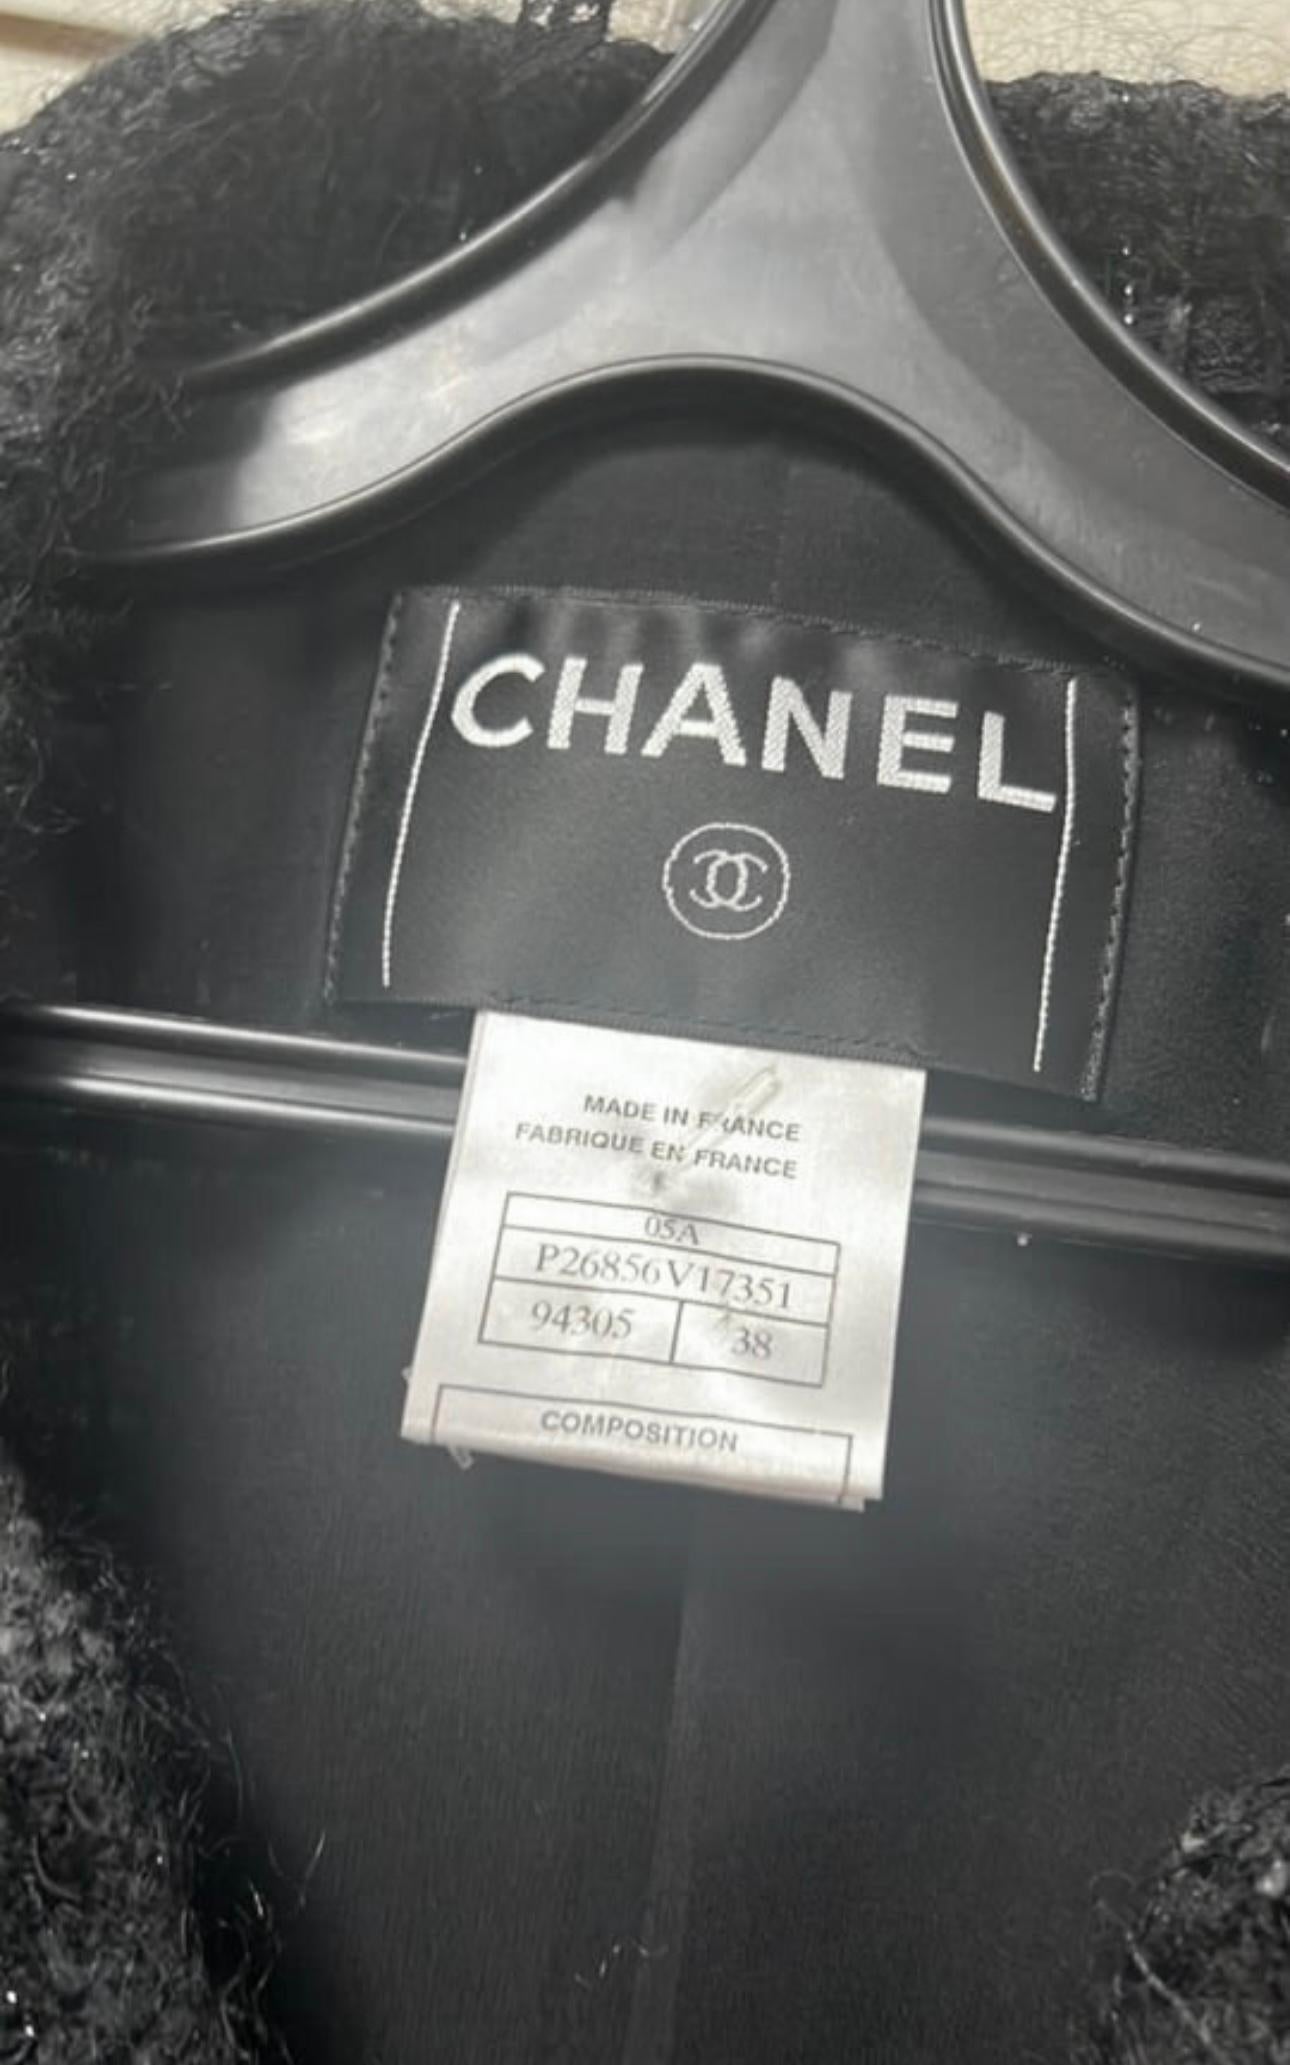 CHANEL
MADE IN FRANCE
FABRIQUE EN FRANCE
05A
P26856V17351
94305 38
COMPOSITION